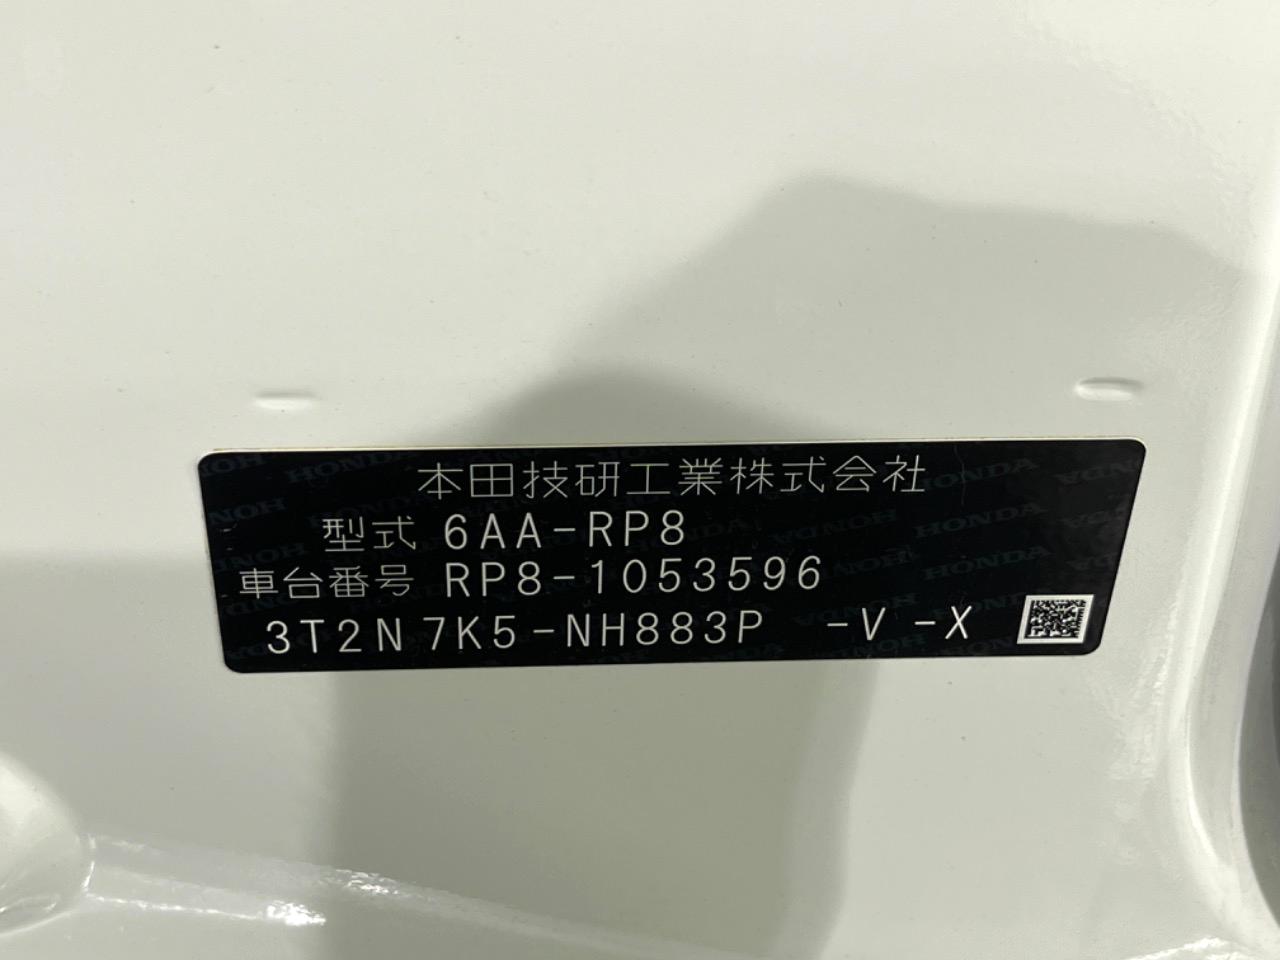 本田技研工業株式会社
型式 6AA-RP8
車台番号 RP8-1053596
3T2N7K5-NH883P -V -X